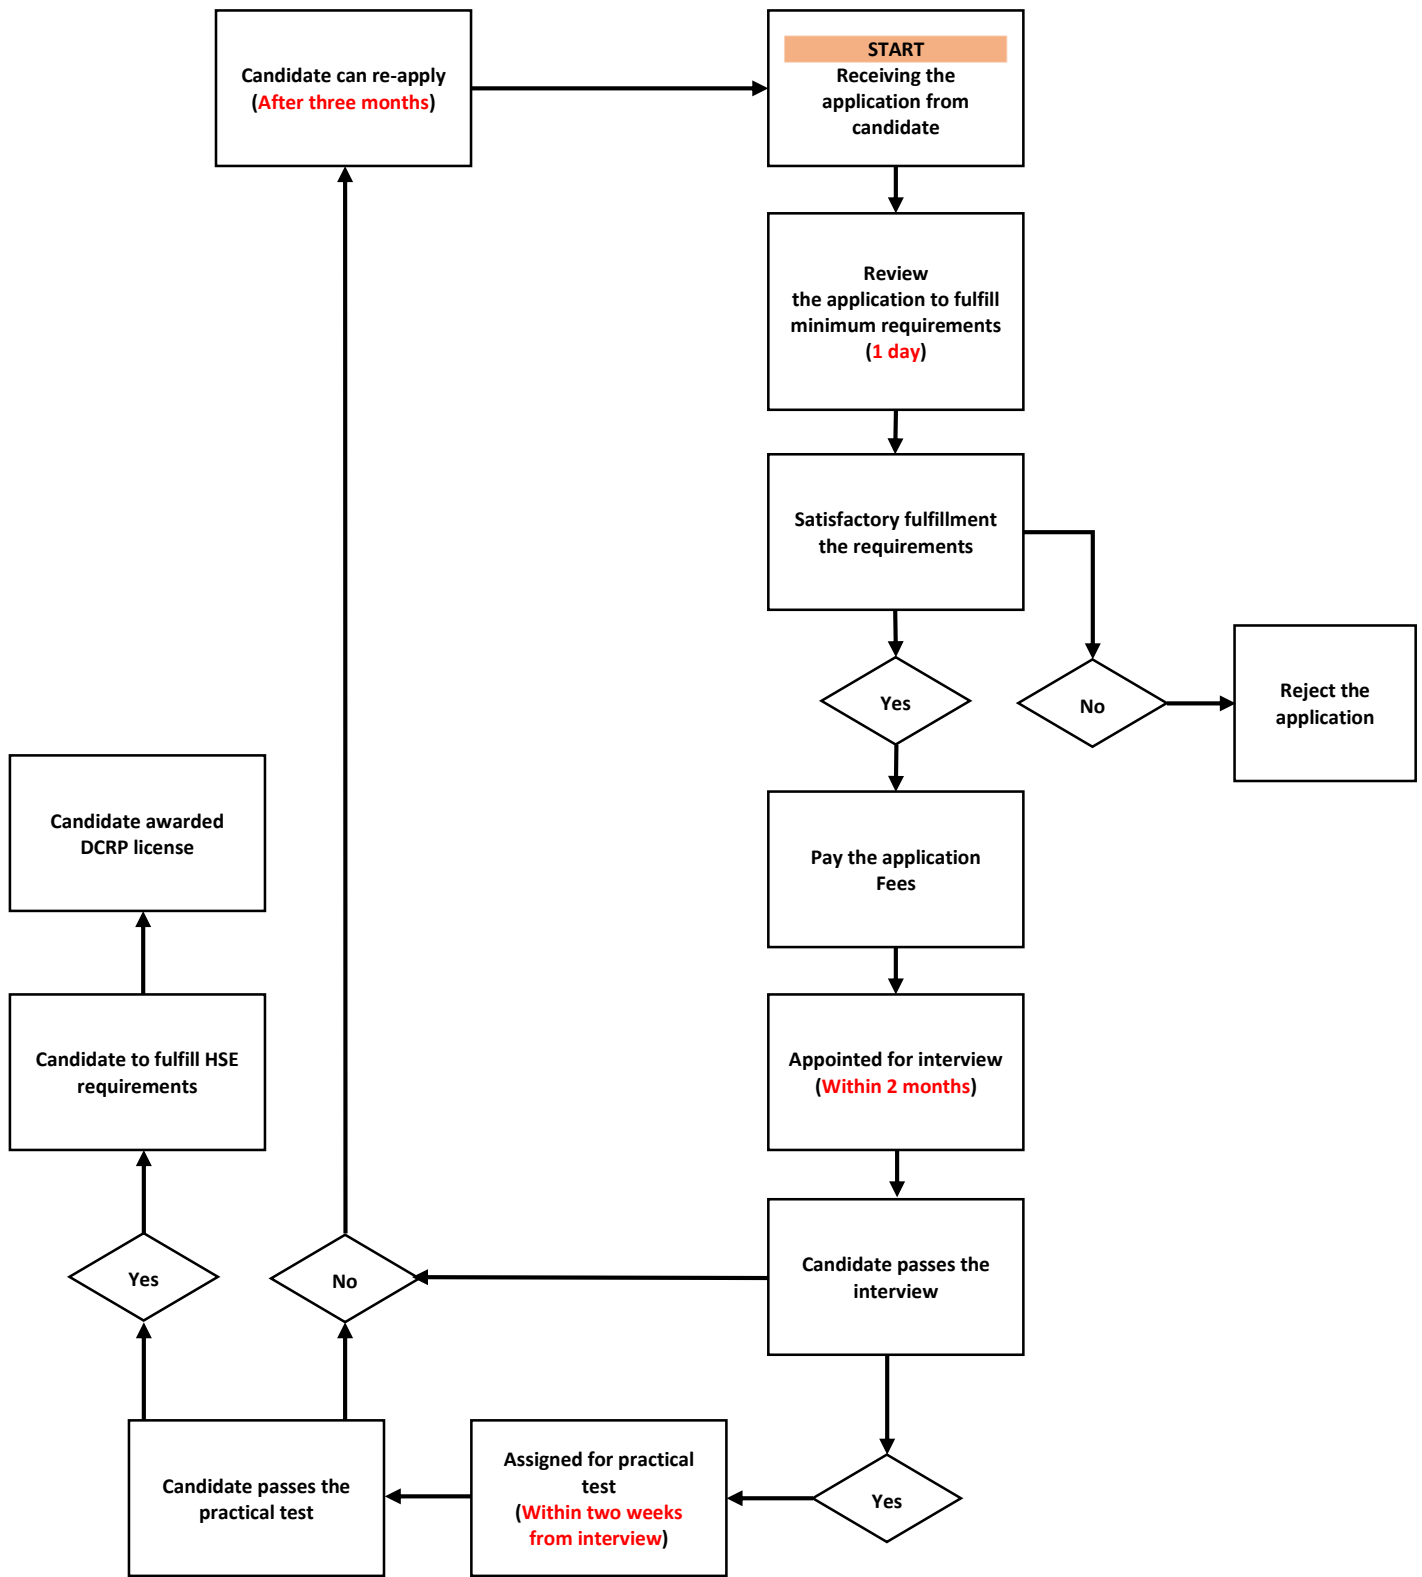 Candidate can re-apply
(After three months)
START
Receiving the
application from
candidate
Review
the application to fulfill
minimum requirements
(1 day)
Satisfactory fulfillment
the requirements
Yes
No
Reject the
application
Pay the application
Fees
Appointed for interview
(Within 2 months)
Candidate passes the
interview
Yes
Assigned for practical
test
(Within two weeks
from interview)
Candidate passes the
practical test
No
Yes
Candidate to fulfill HSE
requirements
Candidate awarded
DCRP license